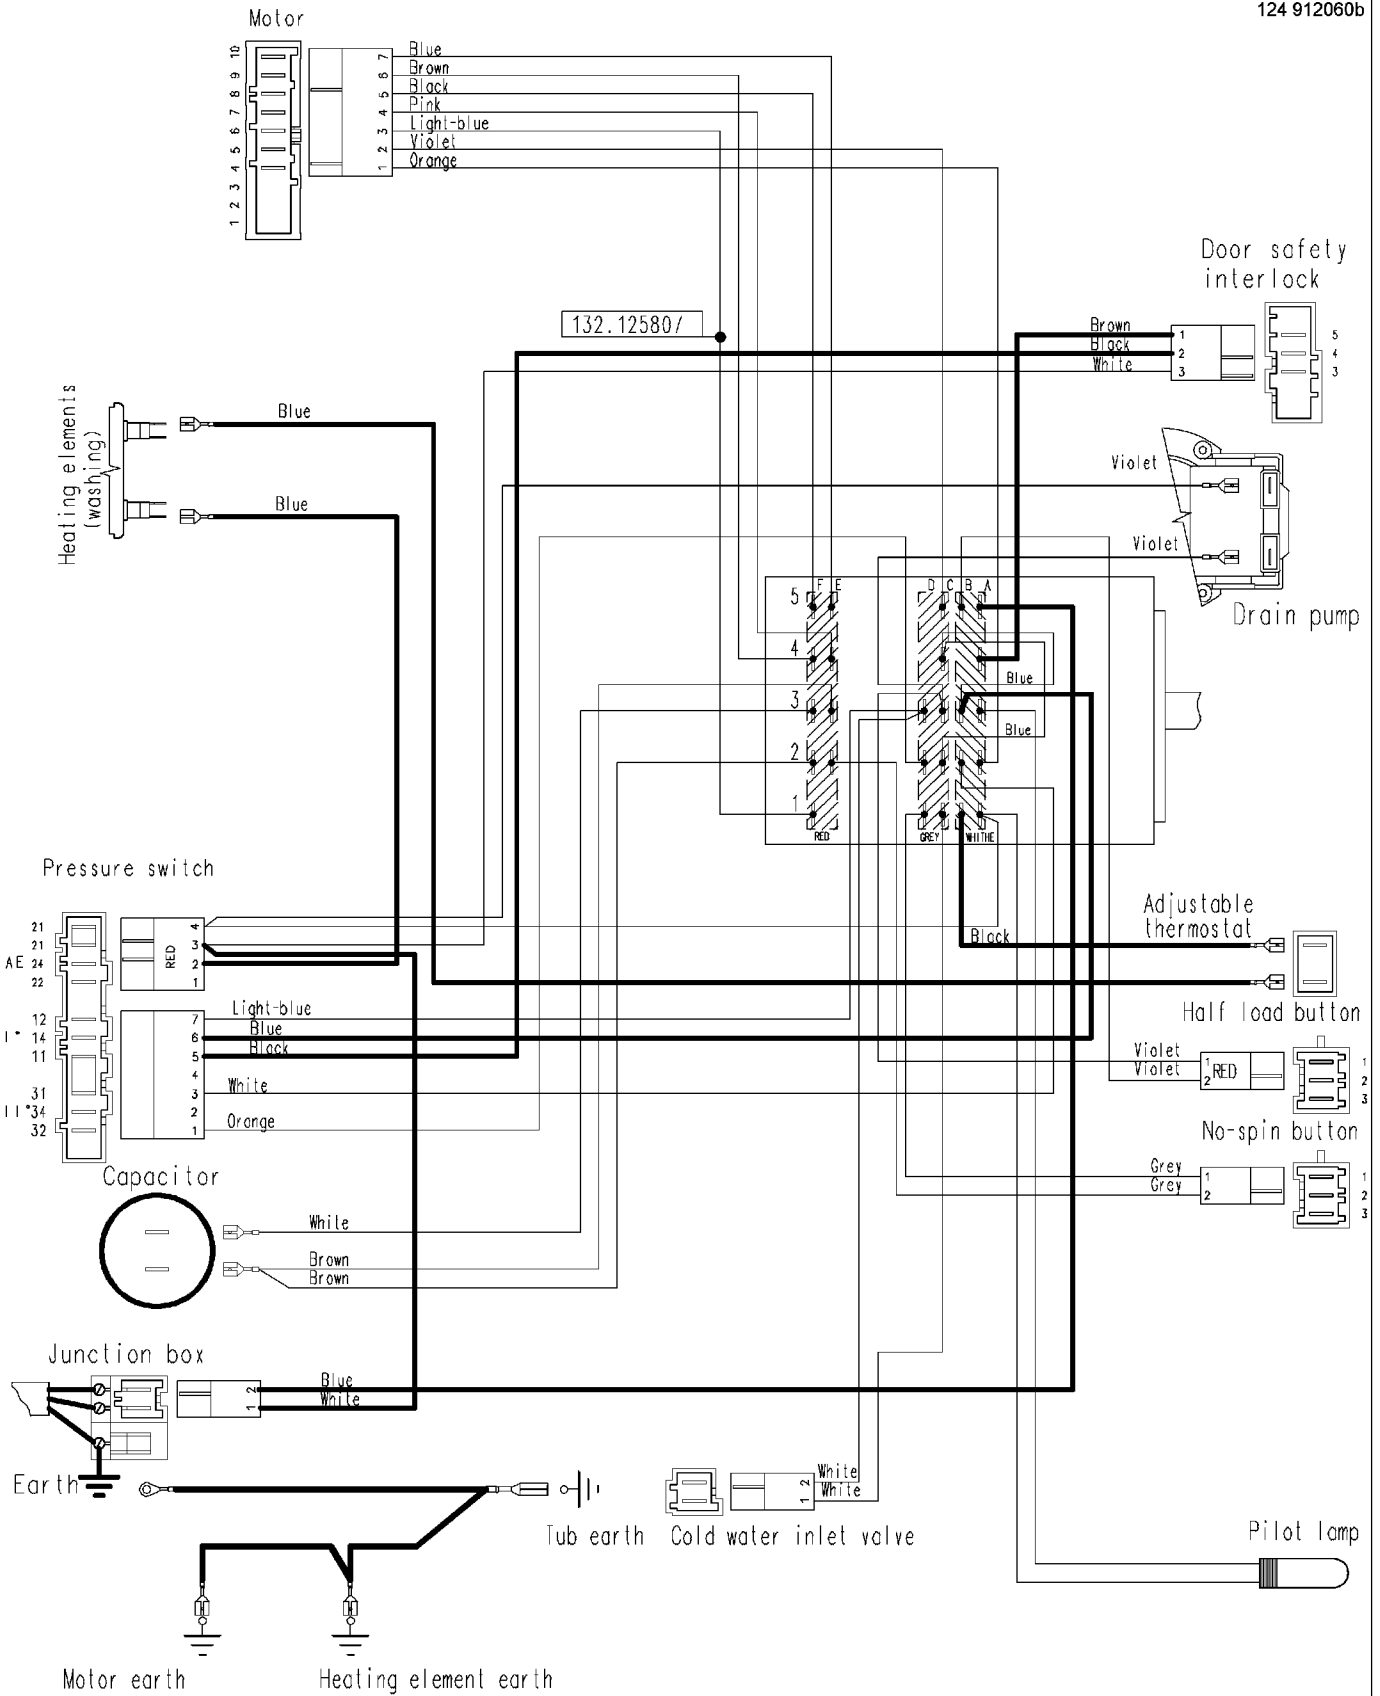 124 912060b
Motor
10
9
8
7
6
5
4
3
2
1
7
6
5
4
3
2
1
Blue
Brown
Black
Pink
Light-blue
Violet
Orange
Door safety
interlock
132.12580/
Brown
Black
White
1
2
3
5
4
3
Heating elements
(washing)
Blue
Blue
Violet
Violet
Drain pump
F E
D C B A
5
4
3
2
1
Blue
Blue
RED
GREY
WHITHE
Pressure switch
21
21
AE 24
22
12
I* 14
11
31
II*34
32
RED
4
3
2
1
7
6
5
4
3
2
1
Light-blue
Blue
Black
White
Orange
Adjustable
thermostat
Black
Half load button
Violet
Violet
1
2
RED
1
2
3
No-spin button
Grey
Grey
1
2
1
2
3
Capacitor
White
Brown
Brown
Junction box
Blue
White
2
1
Earth
White
White
2
1
Tub earth
Cold water inlet valve
Pilot lamp
Motor earth
Heating element earth